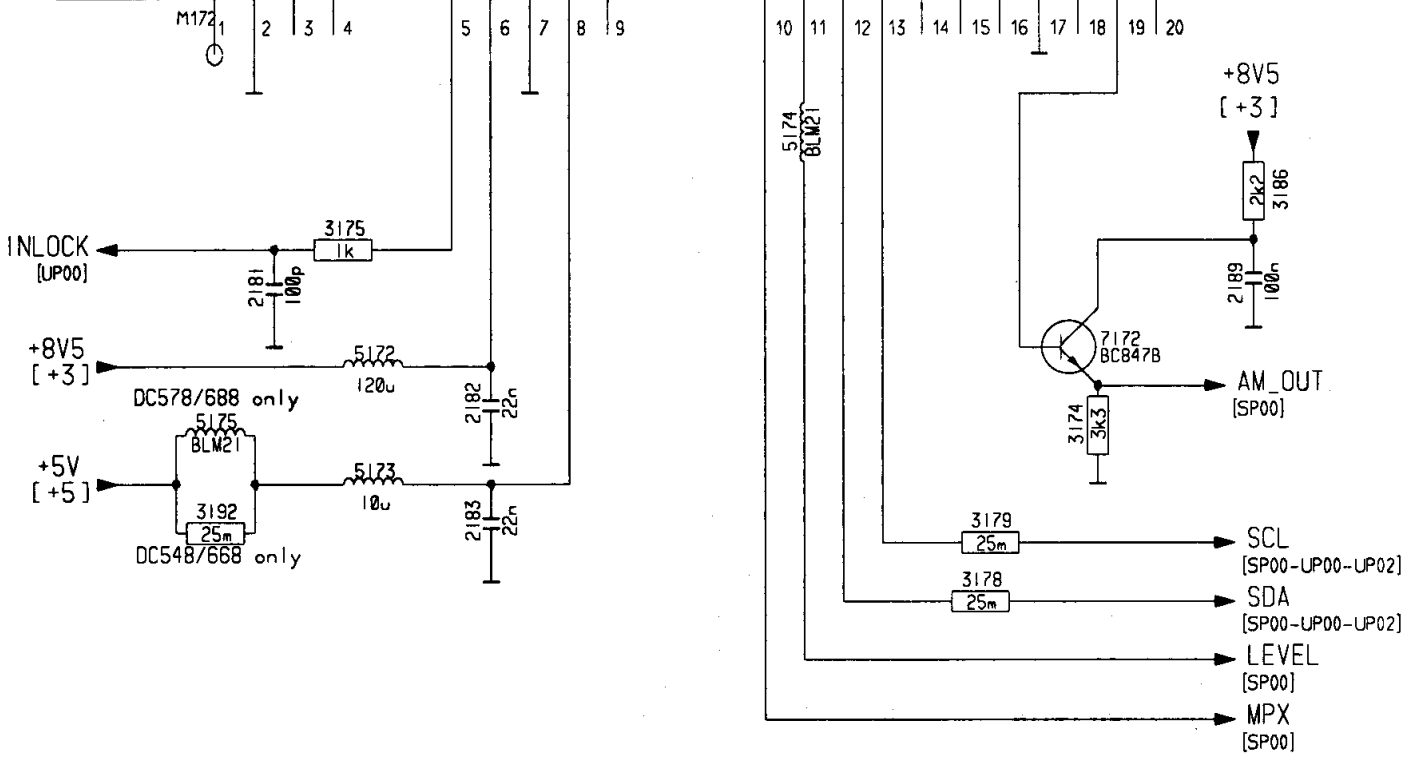 M172
1 2 3 4 5 6 7 8 9
10 11 12 13 14 15 16 17 18 19 20
+8V5
[+3]
5174
BLM21
2k2
3186
INLOCK
[UP00]
3175
1k
2181
100p
2189
100n
+8V5
[+3]
5172
120u
7172
BC847B
DC578/688 only
2182
22n
AM_OUT
[SP00]
3174
3k3
5175
BLM21
+5V
[+5]
5173
10u
3192
25m
DC548/668 only
2183
22n
3179
25m
SCL
[SP00-UP00-UP02]
3178
25m
SDA
[SP00-UP00-UP02]
LEVEL
[SP00]
MPX
[SP00]